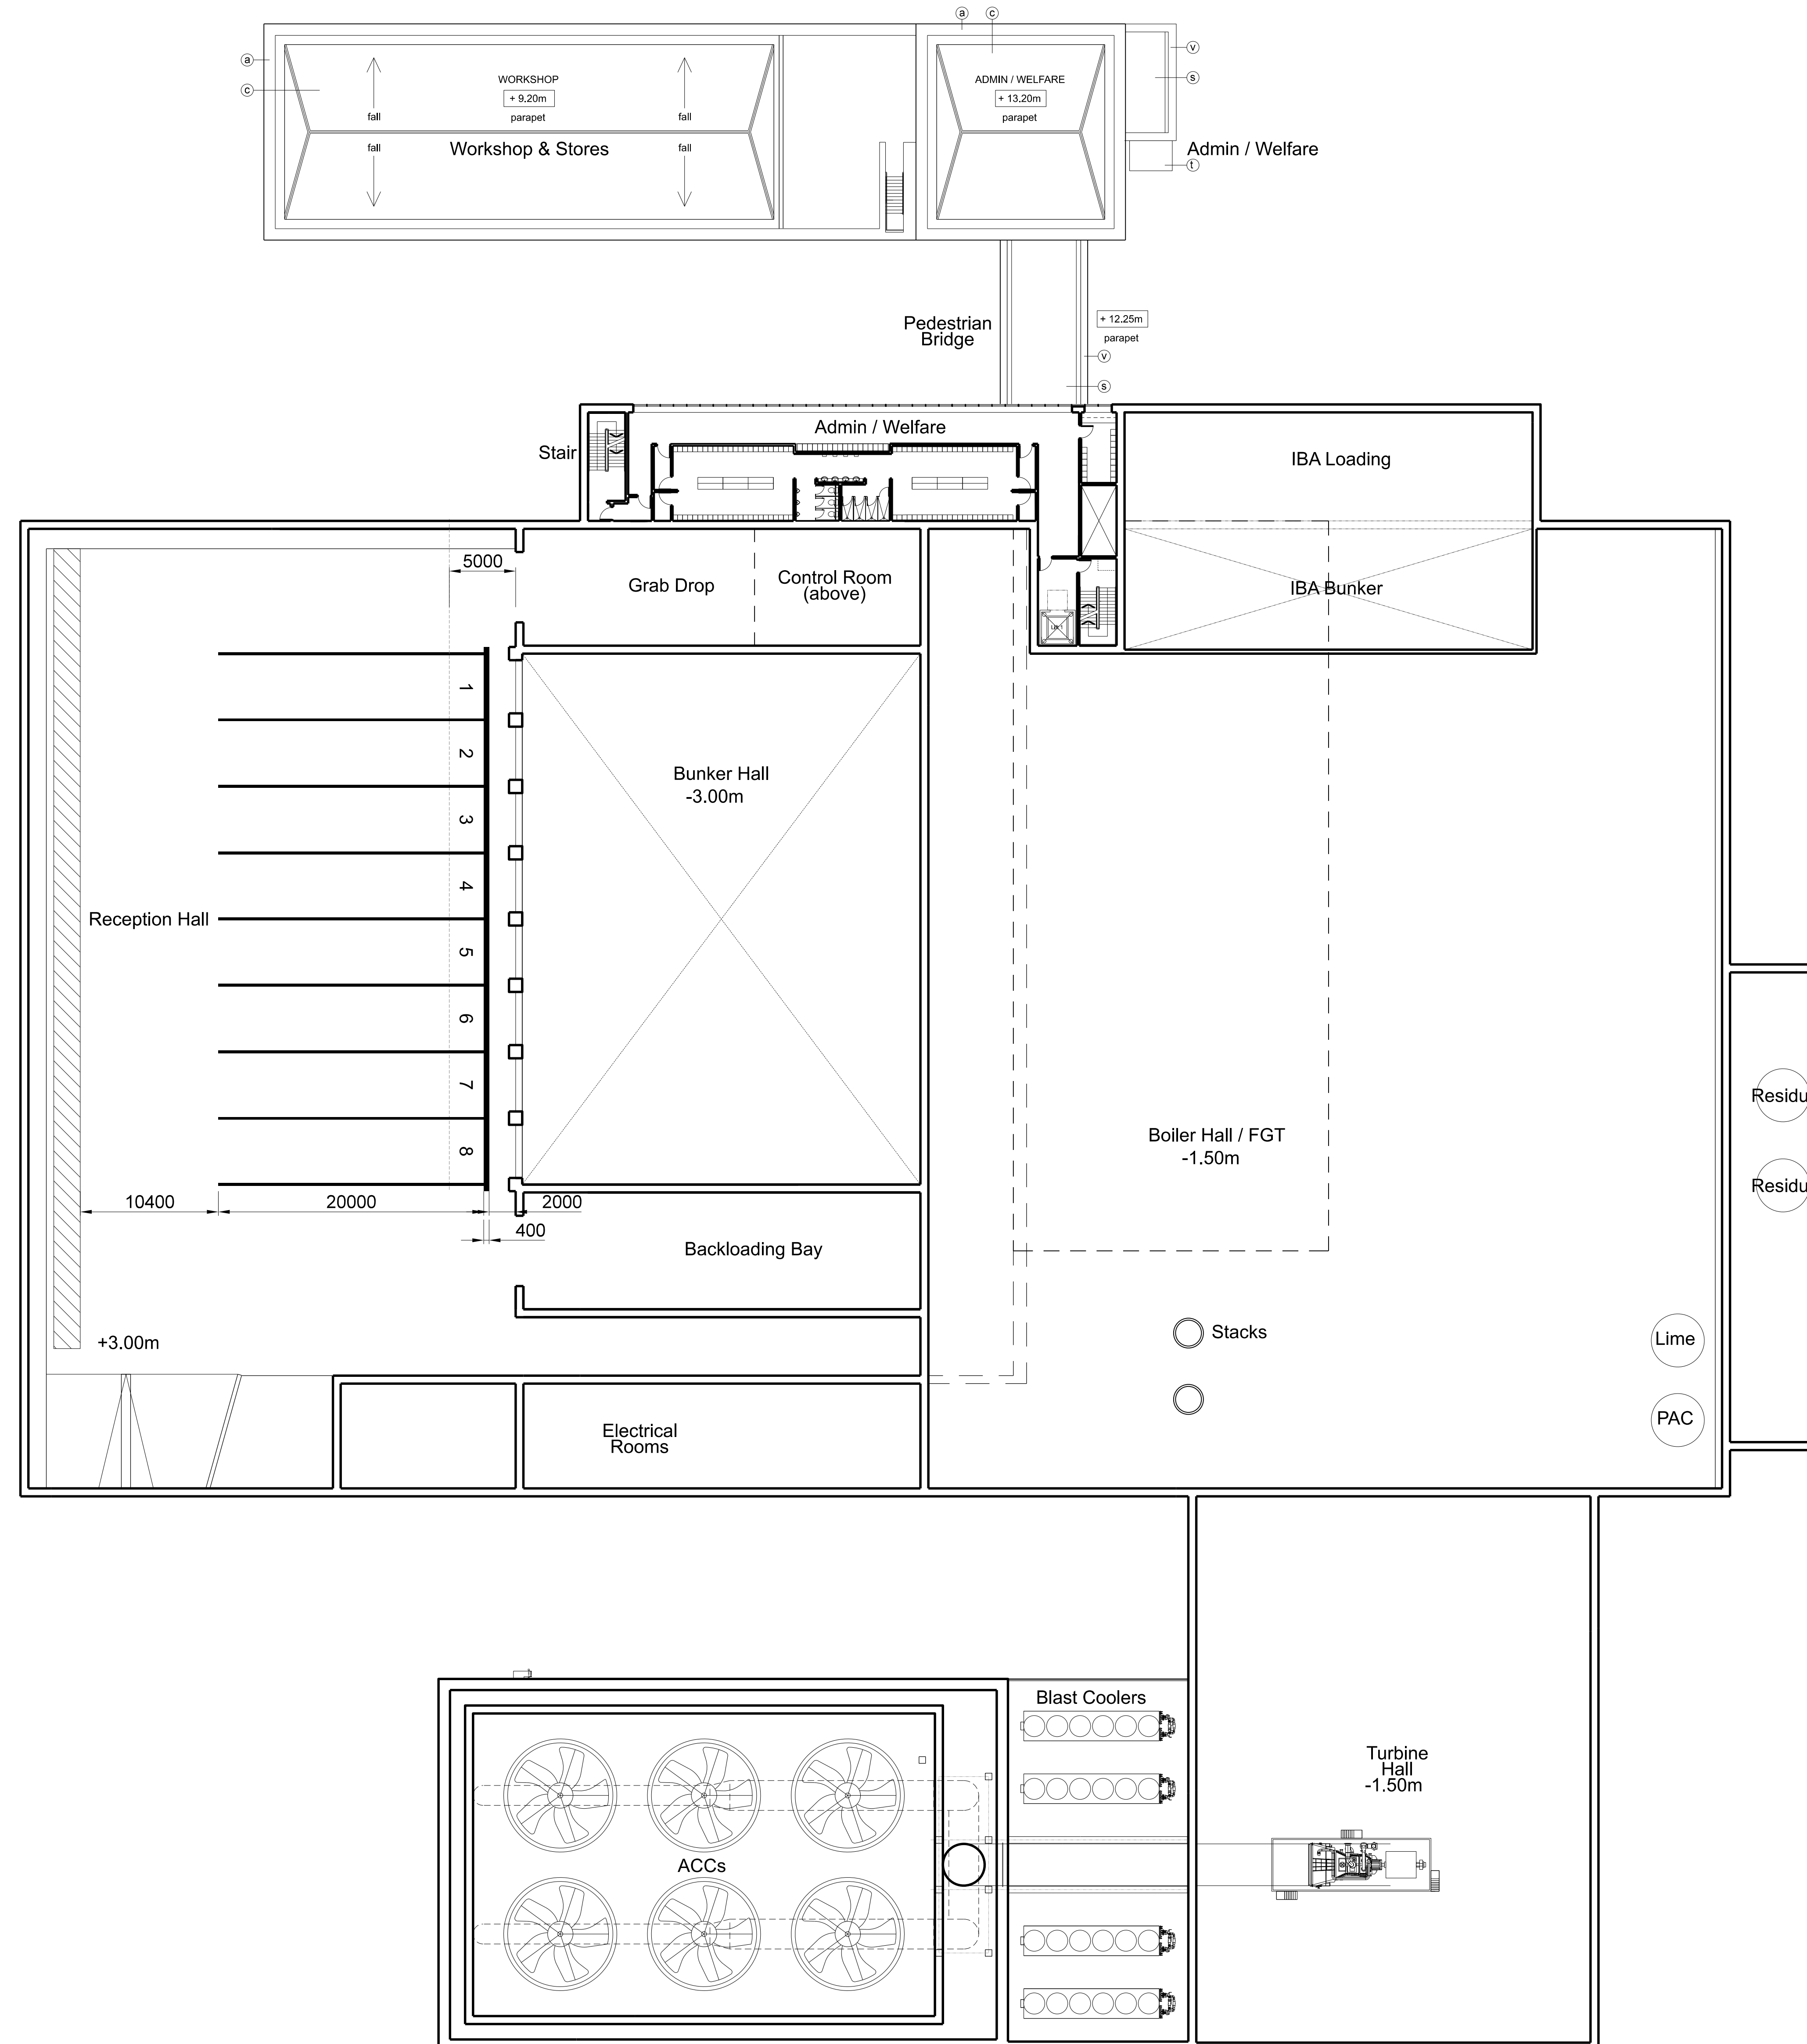 a
c
a
c
v
s
t
WORKSHOP
+ 9.20m
parapet
ADMIN / WELFARE
+ 13.20m
parapet
fall
fall
fall
fall
Workshop & Stores
Admin / Welfare
Pedestrian
Bridge
+ 12.25m
parapet
v
s
Admin / Welfare
Stair
IBA Loading
5000
Grab Drop
Control Room
(above)
IBA Bunker
1
2
3
4
5
6
7
8
Bunker Hall
-3.00m
Reception Hall
Boiler Hall / FGT
-1.50m
Residu
Residu
10400
20000
2000
400
Backloading Bay
+3.00m
Stacks
Lime
PAC
Electrical
Rooms
Blast Coolers
Turbine
Hall
-1.50m
ACCs